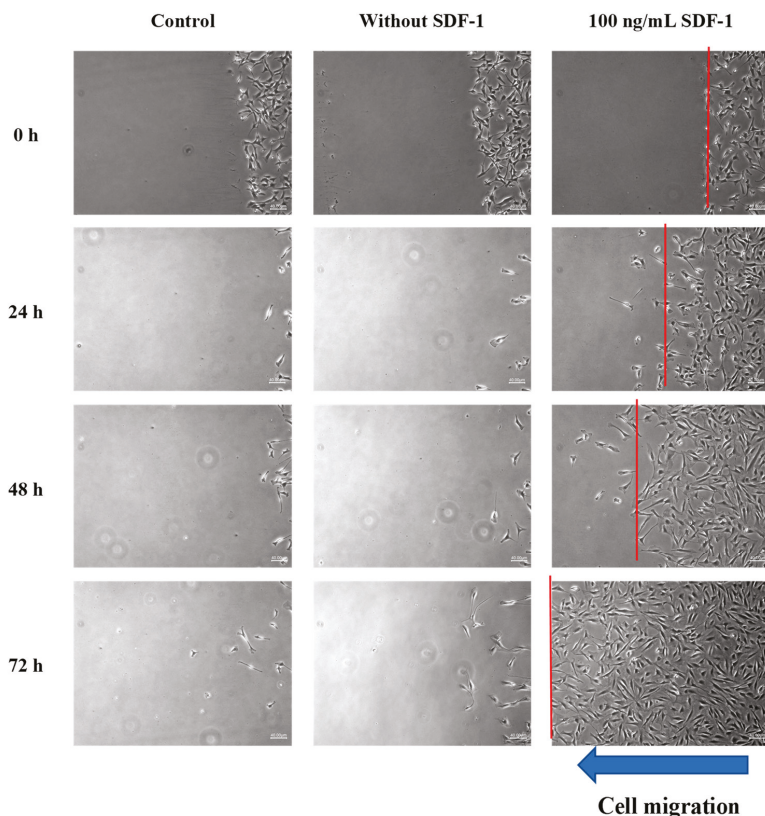 Control Without SDF-1 100 ng/mL SDF-1
0 h
24 h
48 h
72 h
Cell migration